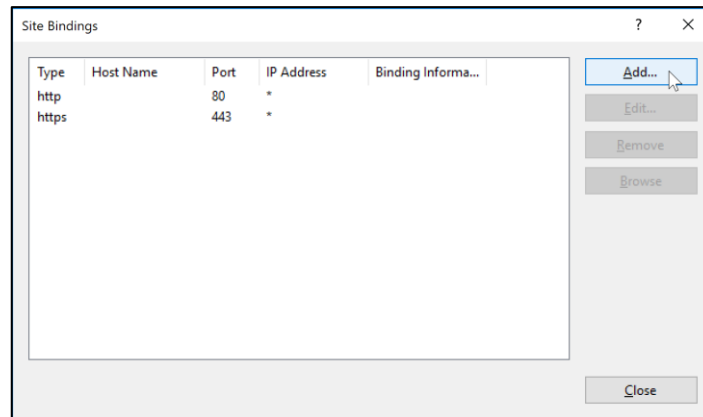 Site Bindings ? ×
Type Host Name Port IP Address Binding Informa...
http 80 *
https 443 *
Add...
Edit...
Remove
Browse
Close